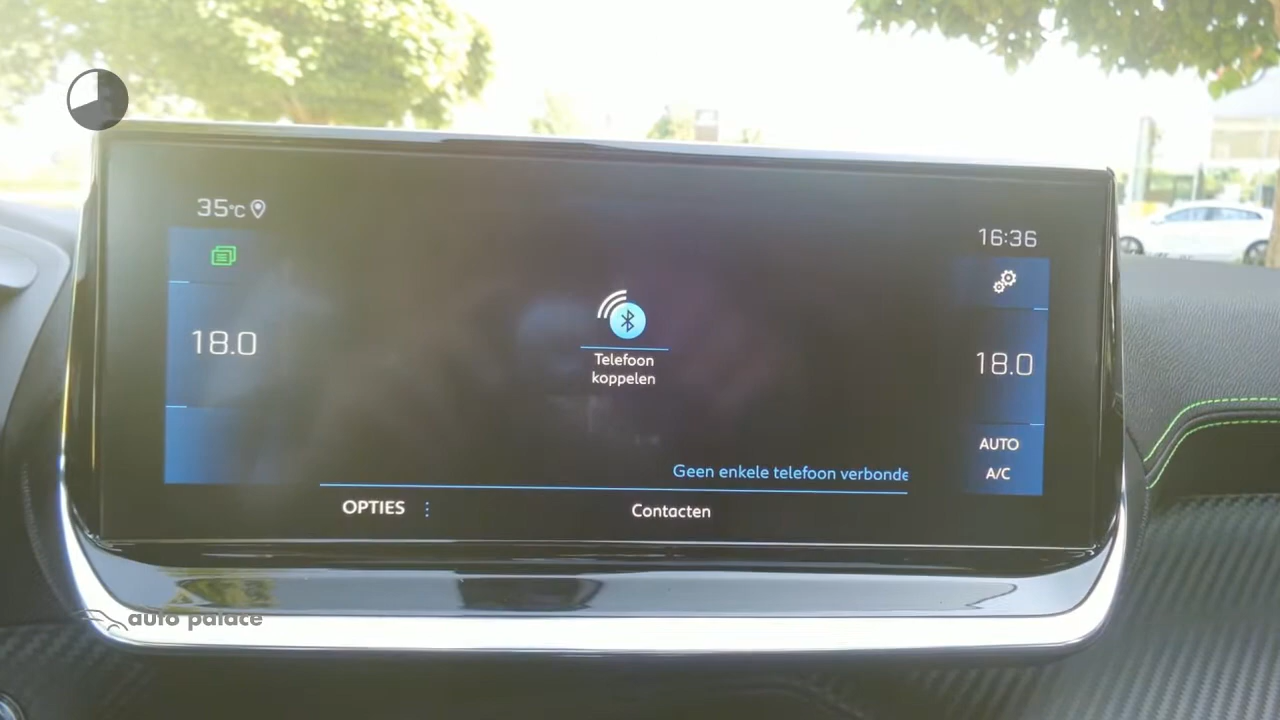 35°C
16:36
18.0
18.0
Telefoon
koppelen
AUTO
A/C
Geen enkele telefoon verbonde
OPTIES
Contacten
auto palace